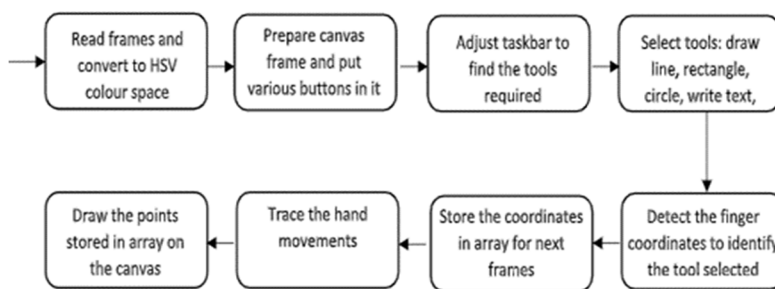 Read frames and
convert to HSV
colour space
Prepare canvas
frame and put
various buttons in it
Adjust taskbar to
find the tools
required
Select tools: draw
line, rectangle,
circle, write text,
Detect the finger
coordinates to identify
the tool selected
Store the coordinates
in array for next
frames
Trace the hand
movements
Draw the points
stored in array on
the canvas